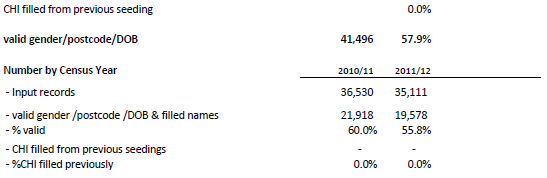 CHI filled from previous seeding 0.0%
valid gender/postcode/DOB 41,496 57.9%
Number by Census Year 2010/11 2011/12
- Input records 36,530 35,111
- valid gender /postcode /DOB & filled names 21,918 19,578
- % valid 60.0% 55.8%
- CHI filled from previous seedings - -
- %CHI filled previously 0.0% 0.0%